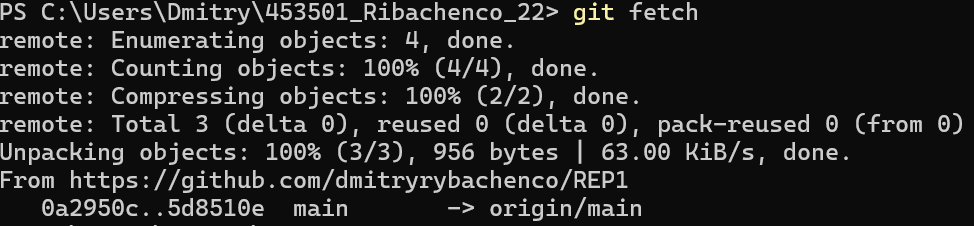 PS C:\Users\Dmitry\453501_Ribachenco_22> git fetch
remote: Enumerating objects: 4, done.
remote: Counting objects: 100% (4/4), done.
remote: Compressing objects: 100% (2/2), done.
remote: Total 3 (delta 0), reused 0 (delta 0), pack-reused 0 (from 0)
Unpacking objects: 100% (3/3), 956 bytes | 63.00 KiB/s, done.
From https://github.com/dmitryrybachenco/REP1
   0a2950c..5d8510e  main       -> origin/main